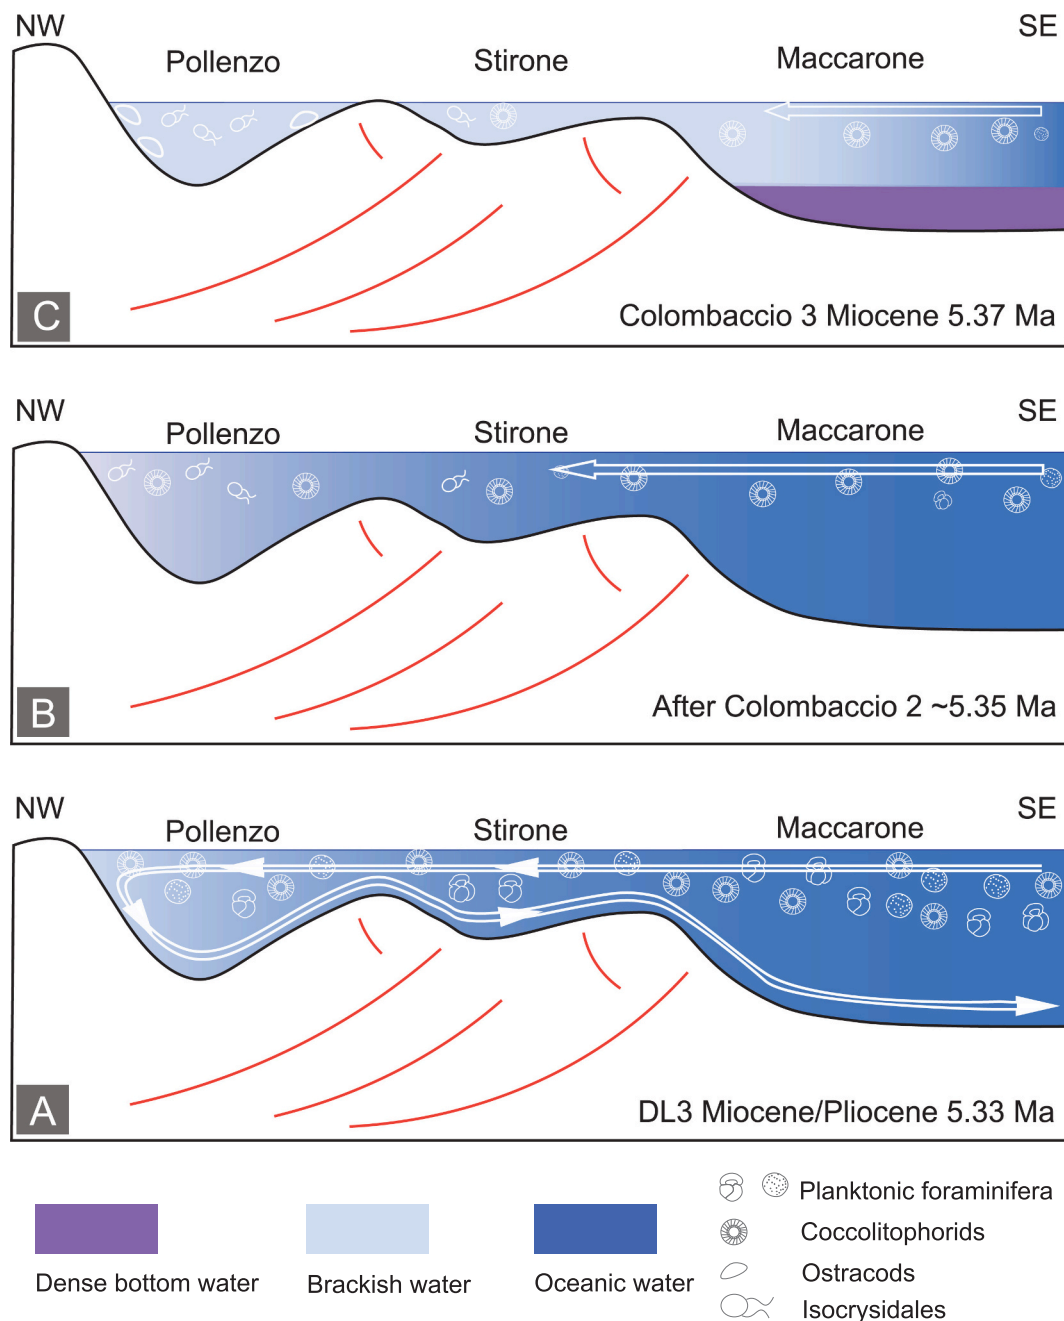 NW
SE
Pollenzo
Stirone
Maccarone
C
Colombaccio 3 Miocene 5.37 Ma
NW
SE
Pollenzo
Stirone
Maccarone
B
After Colombaccio 2 ~5.35 Ma
NW
SE
Pollenzo
Stirone
Maccarone
A
DL3 Miocene/Pliocene 5.33 Ma
Dense bottom water
Brackish water
Oceanic water
Planktonic foraminifera
Coccolitophorids
Ostracods
Isocrysidales